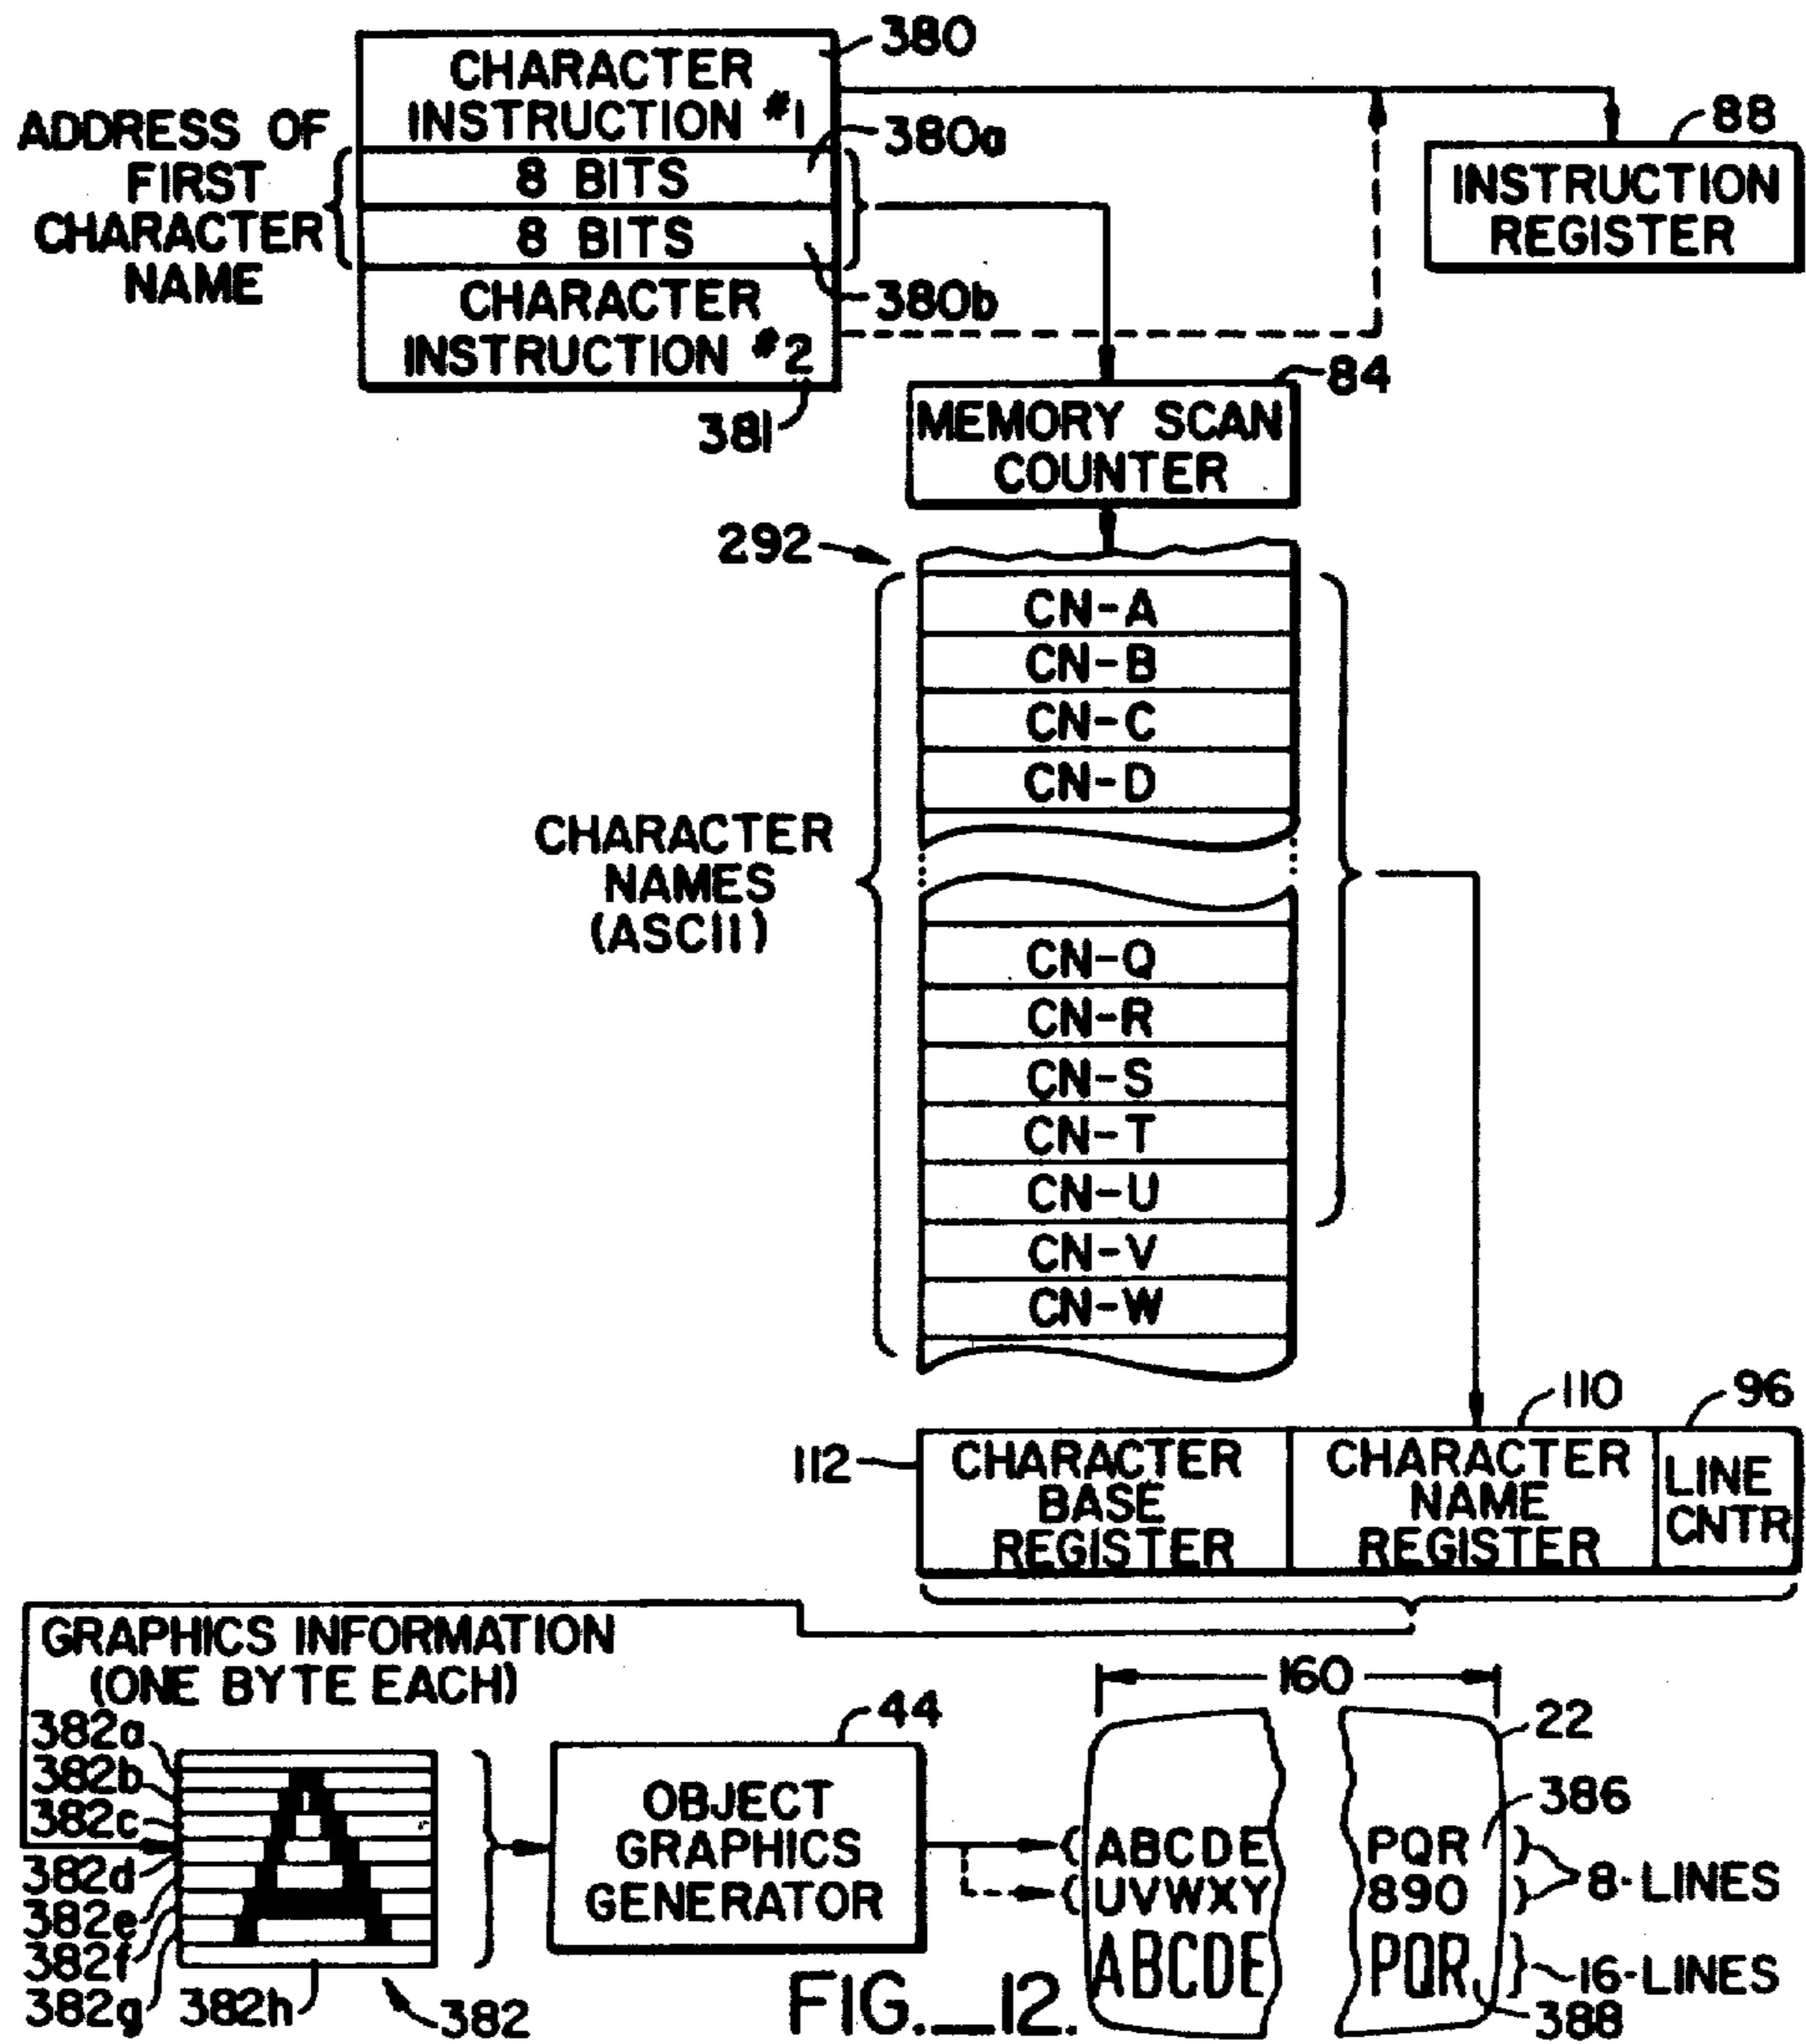 380
CHARACTER
INSTRUCTION #1
ADDRESS OF
FIRST
CHARACTER
NAME
380a
8 BITS
8 BITS
380b
88
INSTRUCTION
REGISTER
CHARACTER
INSTRUCTION #2
381
84
MEMORY SCAN
COUNTER
292
CN-A
CN-B
CN-C
CN-D
CHARACTER
NAMES
(ASCII)
CN-Q
CN-R
CN-S
CN-T
CN-U
CN-V
CN-W
110
96
112
CHARACTER
BASE
REGISTER
CHARACTER
NAME
REGISTER
LINE
CNTR
GRAPHICS INFORMATION
(ONE BYTE EACH)
382a
382b
382c
382d
382e
382f
382g
382h
382
44
OBJECT
GRAPHICS
GENERATOR
160
22
386
ABCDE
PQR
UVWXY
890
8-LINES
ABCDE
PQR
16-LINES
388
FIG._12.